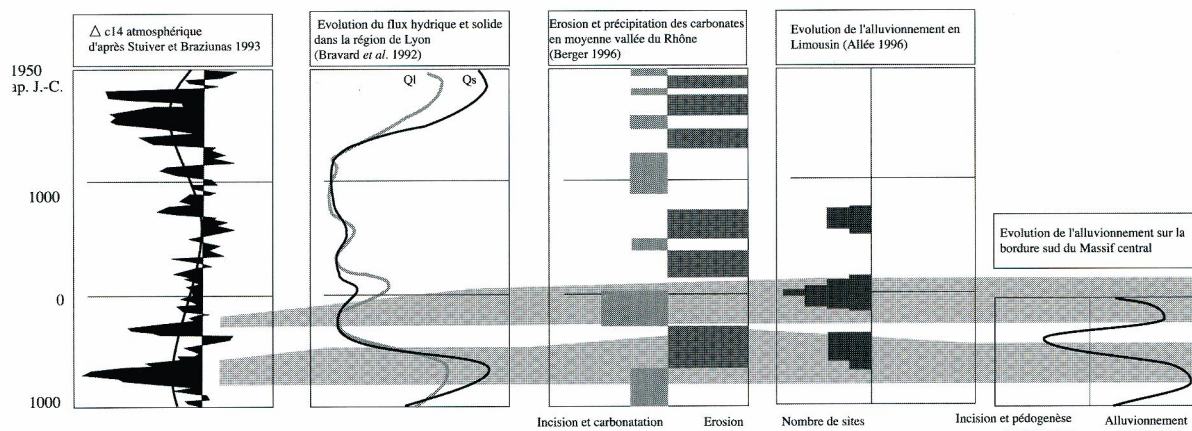 △ c14 atmosphérique
d'après Stuiver et Braziunas 1993
Evolution du flux hydrique et solide
dans la région de Lyon
(Bravard et al. 1992)
Erosion et précipitation des carbonates
en moyenne vallée du Rhône
(Berger 1996)
Evolution de l'alluvionnement en
Limousin (Allée 1996)
1950
ap. J.-C.
Ql
Qs
1000
Evolution de l'alluvionnement sur la
bordure sud du Massif central
0
1000
Incision et carbonatation
Erosion
Nombre de sites
Incision et pédogenèse
Alluvionnement